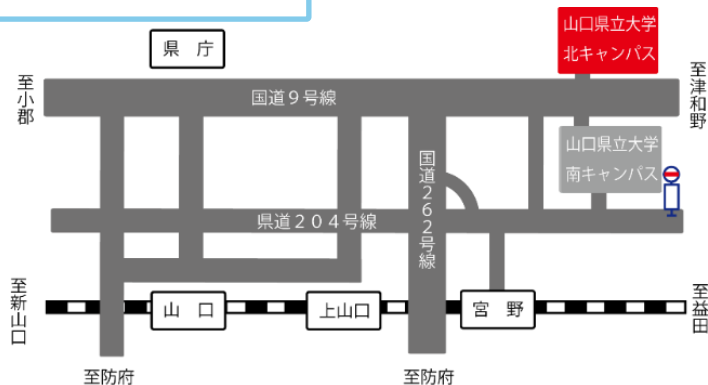 山口県立大学
北キャンパス
県 庁
至小郡
国道９号線
至津和野
山口県立大学
南キャンパス
国道２６２号線
県道２０４号線
至新山口
山 口
上山口
宮 野
至益田
至防府
至防府